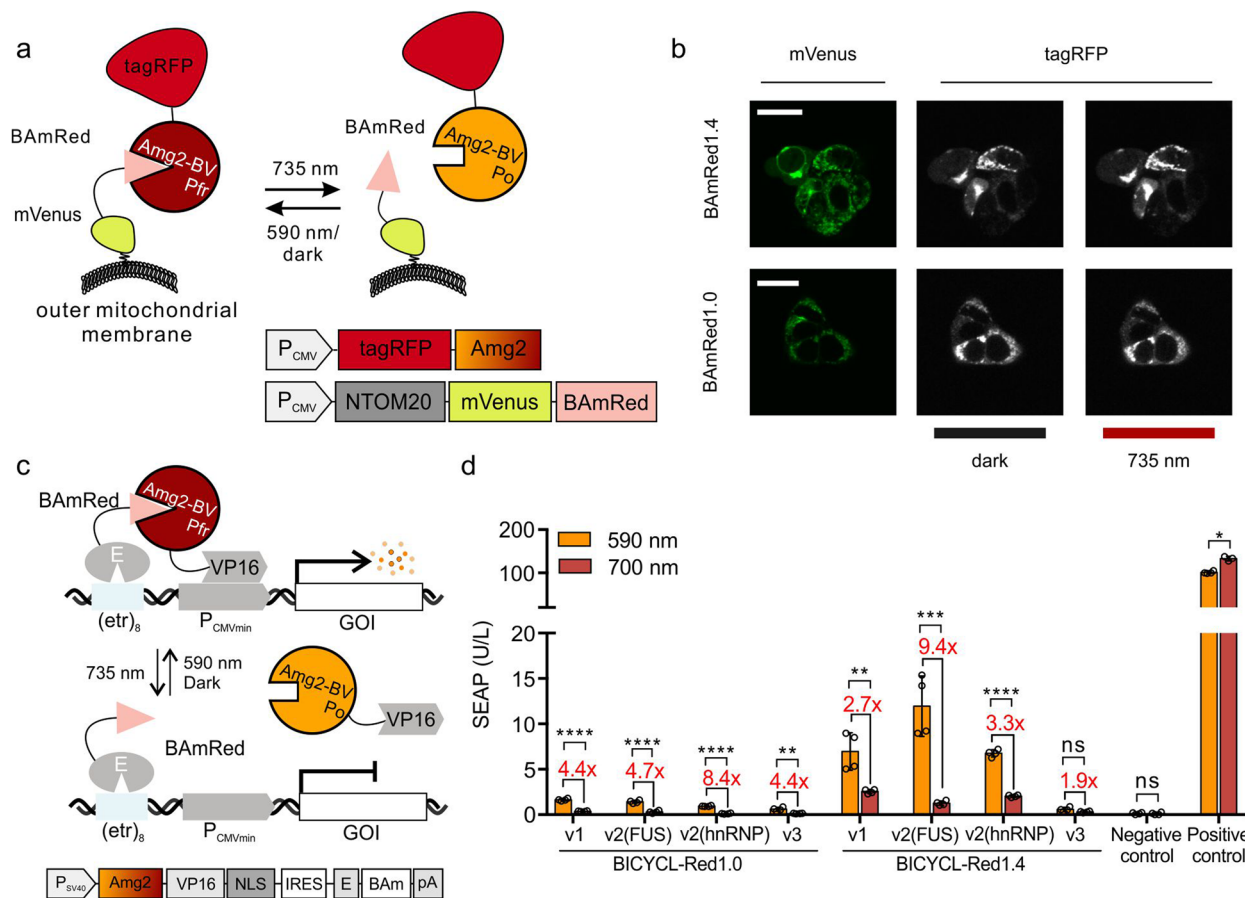 a
tagRFP
BAmRed
Amg2-BV
Pfr
mVenus
outer mitochondrial
membrane
735 nm
590 nm/
dark
BAmRed
Amg2-BV
Po
PCMV
tagRFP
Amg2
PCMV
NTOM20
mVenus
BAmRed
b
mVenus
tagRFP
BAmRed1.4
BAmRed1.0
dark
735 nm
c
BAmRed
Amg2-BV
Pfr
E
VP16
(etr)8
PCMVmin
GOI
735 nm
590 nm
Dark
Amg2-BV
Po
VP16
BAmRed
E
(etr)8
PCMVmin
GOI
PSV40
Amg2
VP16
NLS
IRES
E
BAm
pA
d
590 nm
700 nm
SEAP (U/L)
200
100
20
15
10
5
0
****
4.4x
****
4.7x
****
8.4x
**
4.4x
**
2.7x
***
9.4x
****
3.3x
ns
1.9x
ns
*
v1
v2(FUS)
v2(hnRNP)
v3
v1
v2(FUS)
v2(hnRNP)
v3
BICYCL-Red1.0
BICYCL-Red1.4
Negative
control
Positive
control